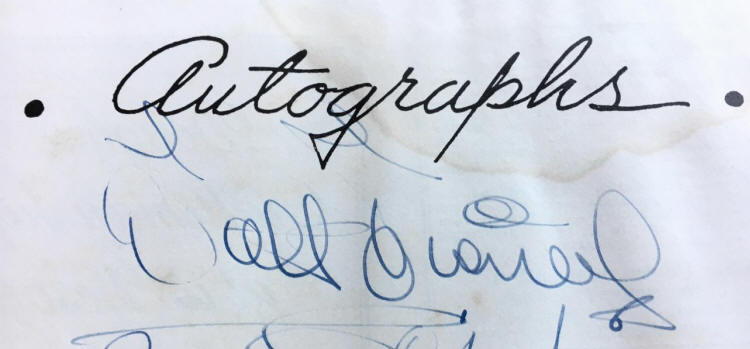 • Autographs •
Walt Disney